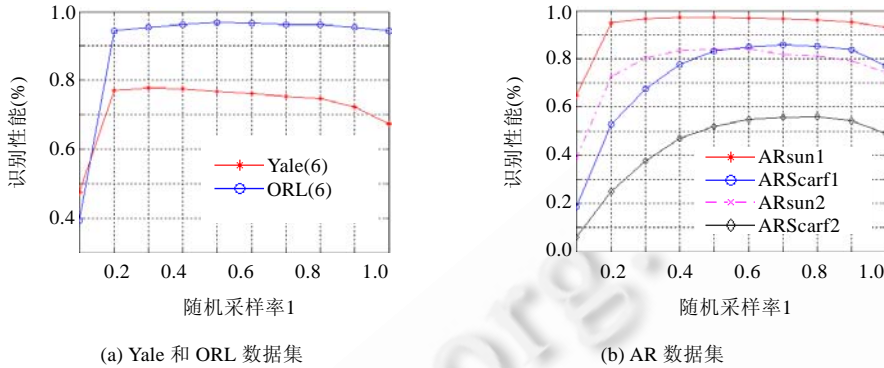 1.0
0.8
0.6
0.4
识别性能(%)
Yale(6)
ORL(6)
0.2 0.4 0.6 0.8 1.0
随机采样率1
(a) Yale 和 ORL 数据集
1.0
0.8
0.6
0.4
0.2
0.0
识别性能(%)
ARsun1
ARScarf1
ARsun2
ARScarf2
0.2 0.4 0.6 0.8 1.0
随机采样率1
(b) AR 数据集
org.